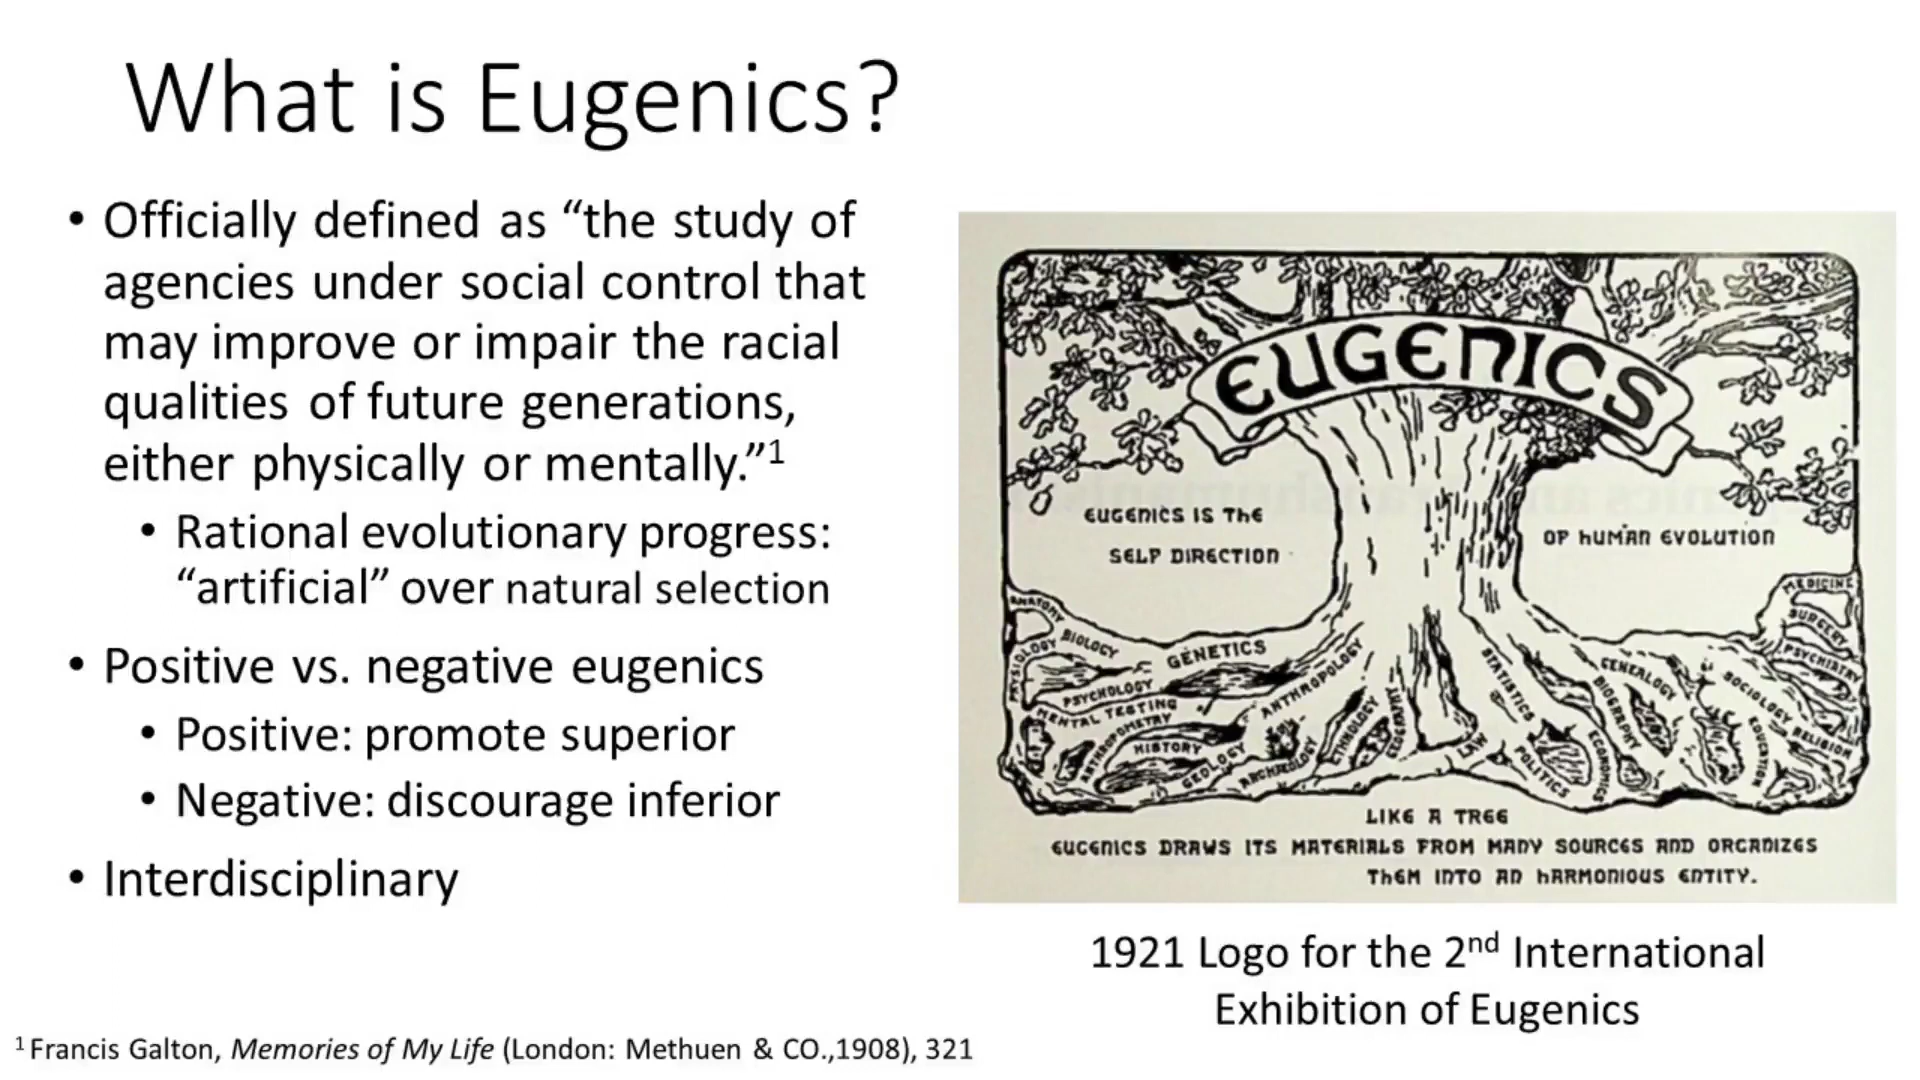 What is Eugenics?
• Officially defined as “the study of
agencies under social control that
may improve or impair the racial
qualities of future generations,
either physically or mentally.”1
• Rational evolutionary progress:
“artificial” over natural selection
• Positive vs. negative eugenics
• Positive: promote superior
• Negative: discourage inferior
• Interdisciplinary
1 Francis Galton, Memories of My Life (London: Methuen & CO.,1908), 321
EUGENICS
EUGENICS IS THE
SELF DIRECTION
OF HUMAN EVOLUTION
ANATOMY
PHYSIOLOGY
BIOLOGY
GENETICS
PSYCHOLOGY
MENTAL TESTING
ANTHROPOMETRY
HISTORY
GEOLOGY
ANTHROPOLOGY
ARCHAEOLOGY
ETHNOLOGY
GEOGRAPHY
LAW
STATISTICS
POLITICS
ECONOMICS
BIOGRAPHY
GENEALOGY
EDUCATION
SOCIOLOGY
RELIGION
PSYCHIATRY
SURGERY
MEDICINE
LIKE A TREE
EUGENICS DRAWS ITS MATERIALS FROM MANY SOURCES AND ORGANIZES
THEM INTO AN HARMONIOUS ENTITY.
1921 Logo for the 2nd International
Exhibition of Eugenics